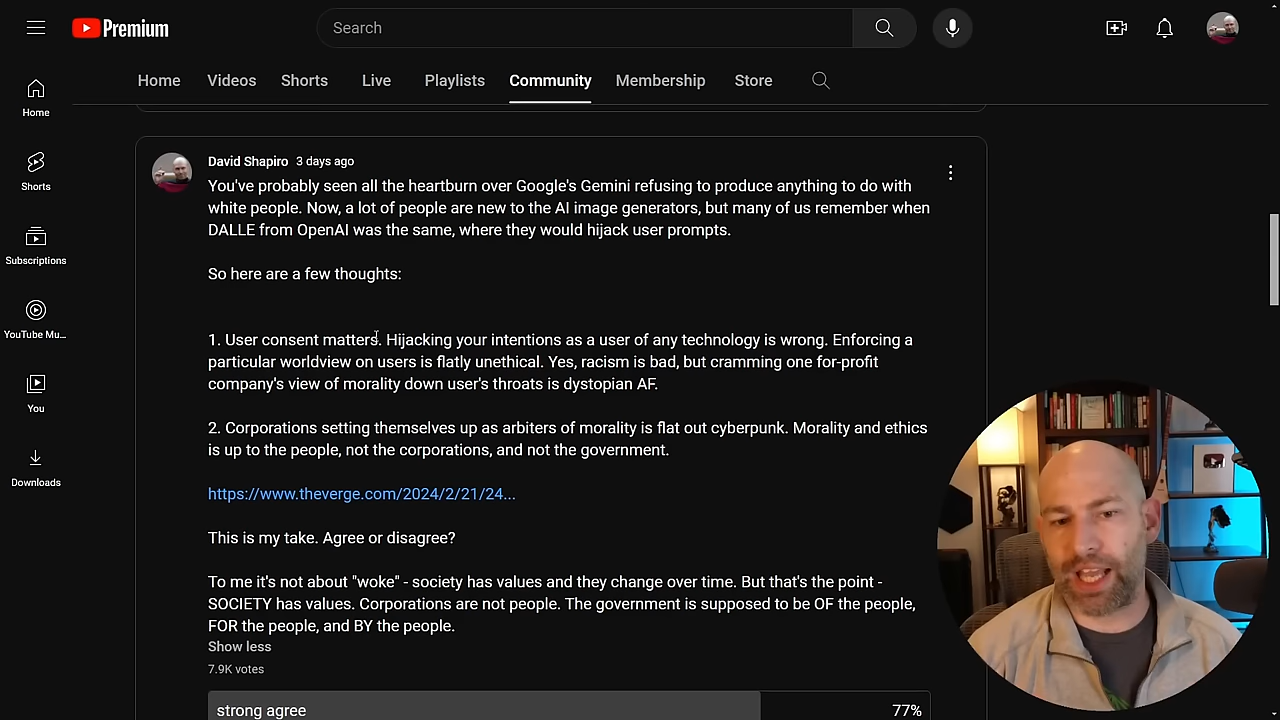 Premium
Search
Home
Videos
Shorts
Live
Playlists
Community
Membership
Store
Home
Shorts
Subscriptions
YouTube Mu...
You
Downloads
David Shapiro 3 days ago
You've probably seen all the heartburn over Google's Gemini refusing to produce anything to do with
white people. Now, a lot of people are new to the AI image generators, but many of us remember when
DALLE from OpenAI was the same, where they would hijack user prompts.
So here are a few thoughts:
1. User consent matters. Hijacking your intentions as a user of any technology is wrong. Enforcing a
particular worldview on users is flatly unethical. Yes, racism is bad, but cramming one for-profit
company's view of morality down user's throats is dystopian AF.
2. Corporations setting themselves up as arbiters of morality is flat out cyberpunk. Morality and ethics
is up to the people, not the corporations, and not the government.
https://www.theverge.com/2024/2/21/24...
This is my take. Agree or disagree?
To me it's not about "woke" - society has values and they change over time. But that's the point -
SOCIETY has values. Corporations are not people. The government is supposed to be OF the people,
FOR the people, and BY the people.
Show less
7.9K votes
strong agree 77%